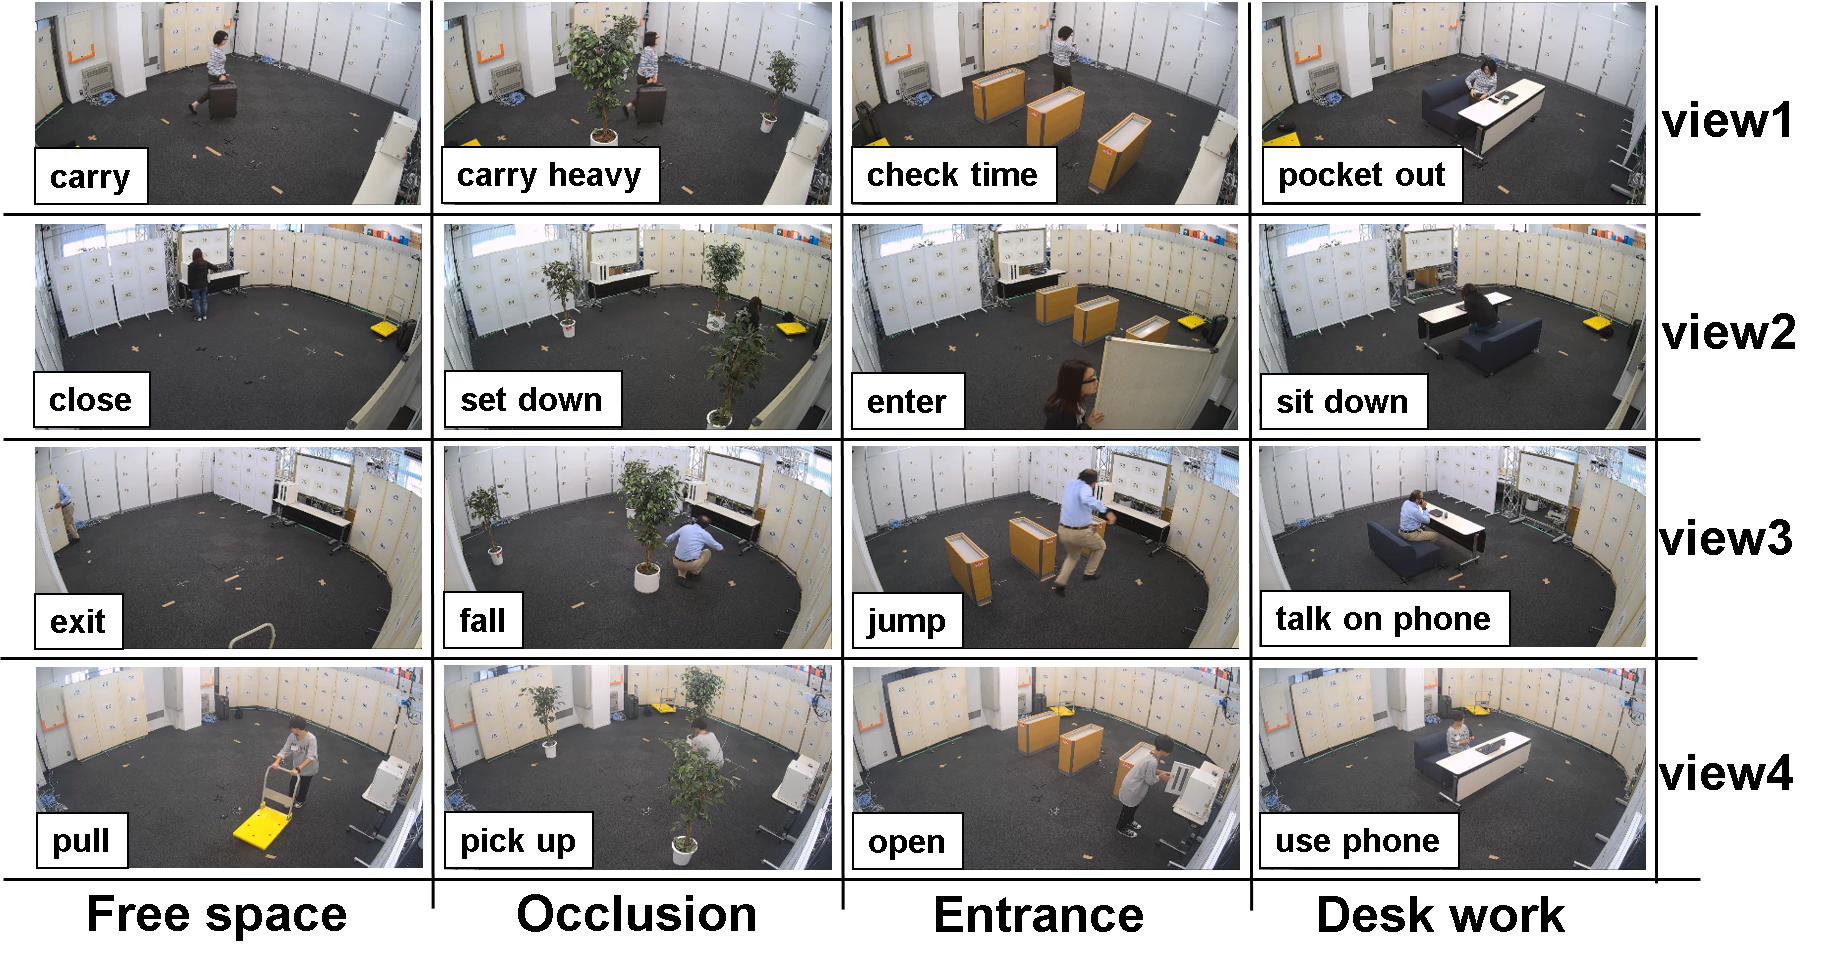 carry
carry heavy
check time
pocket out
view1
close
set down
enter
sit down
view2
exit
fall
jump
talk on phone
view3
pull
pick up
open
use phone
view4
Free space
Occlusion
Entrance
Desk work